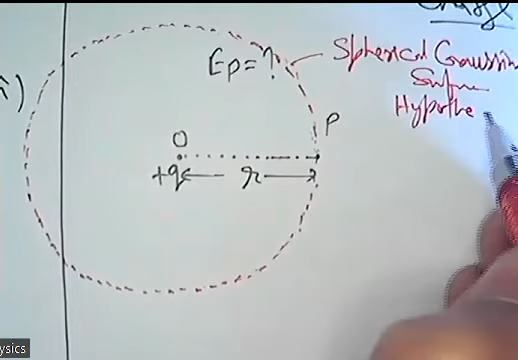 Ep=?
Spherical Gaussian
Surface
Hypothe
P
O
+q
r
ysics